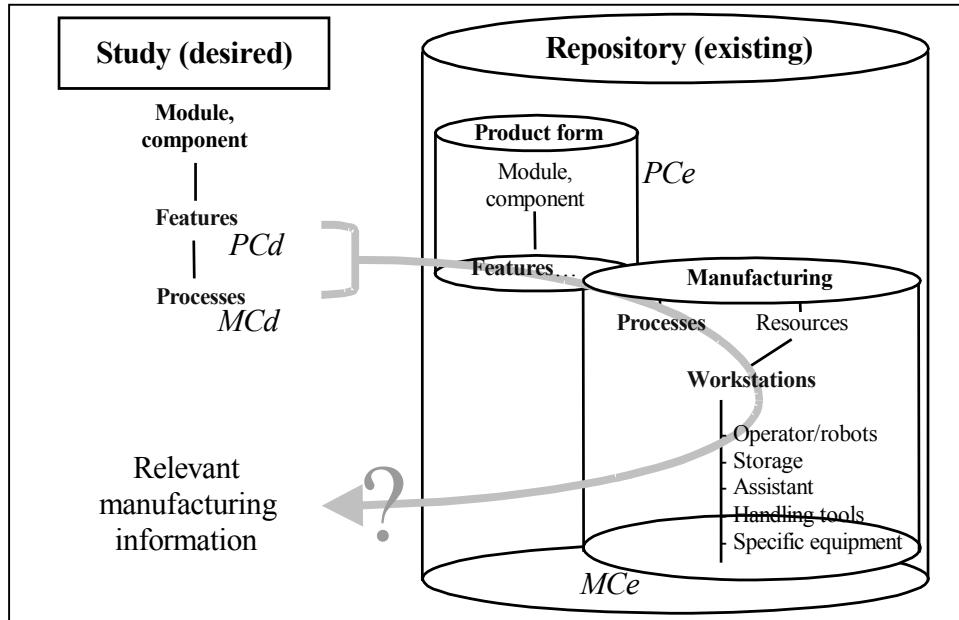 Study (desired)
Module,
component
Features
PCd
Processes
MCd
Relevant
manufacturing
information
?
Repository (existing)
Product form
Module,
component
PCe
Features…
Manufacturing
Processes
Resources
Workstations
- Operator/robots
- Storage
- Assistant
- Handling tools
- Specific equipment
MCe